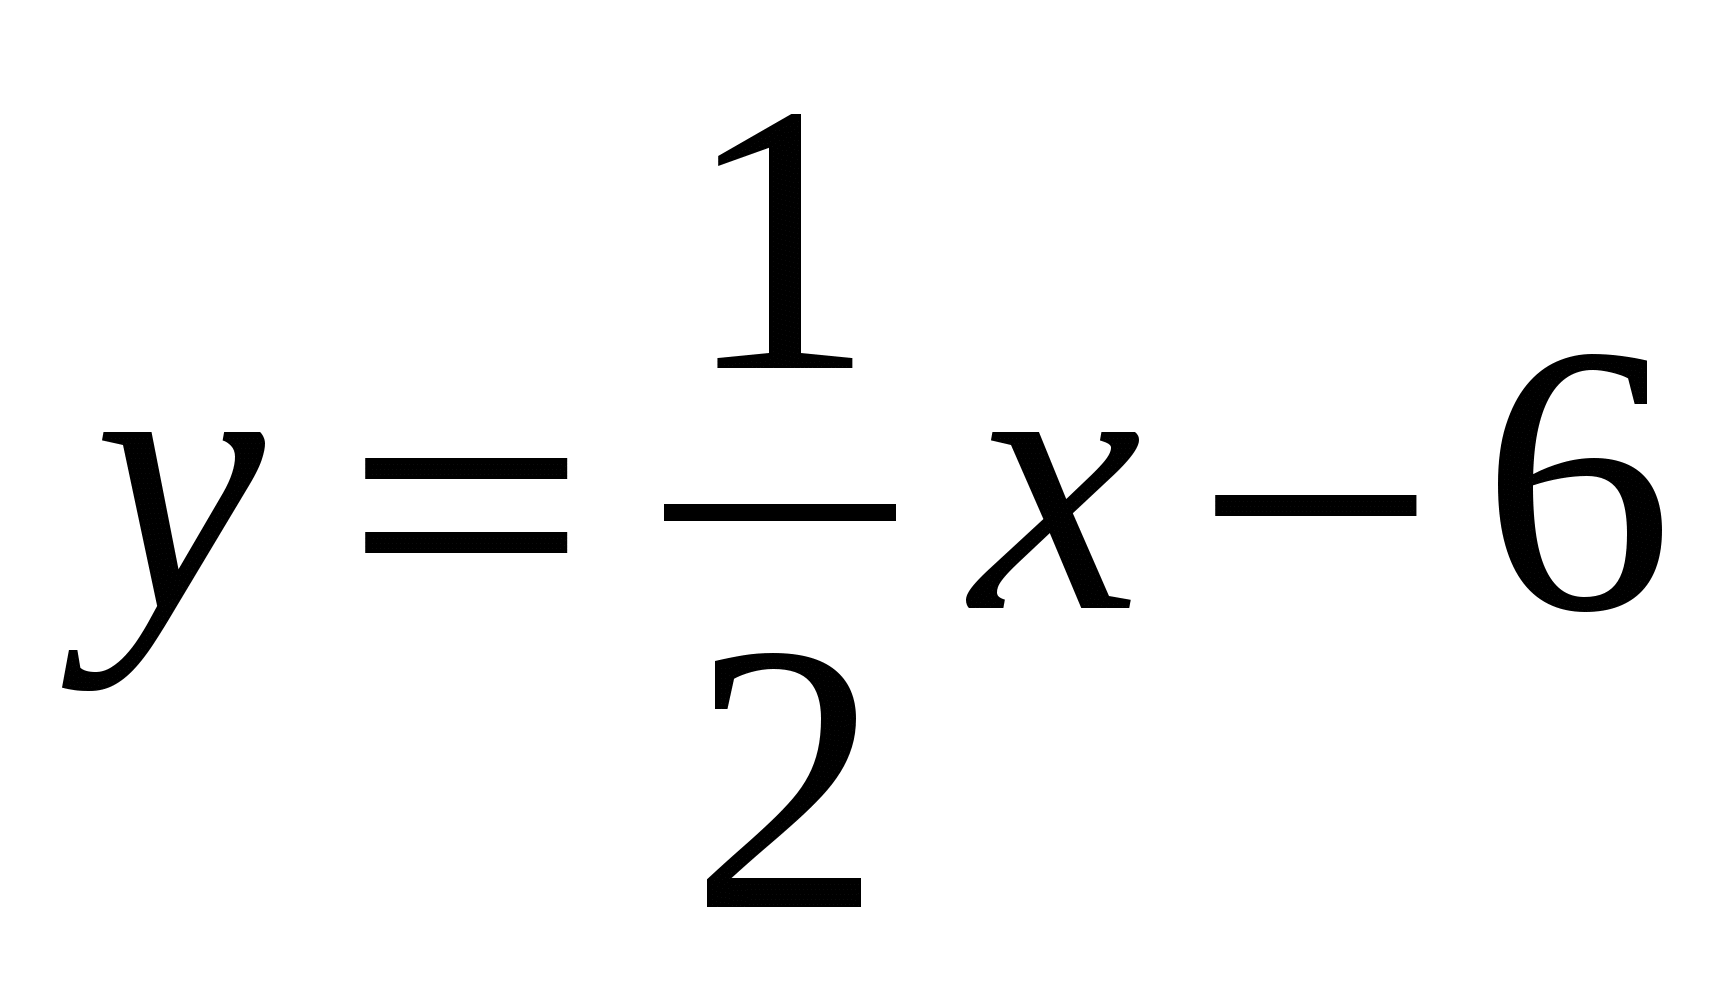 y = 1/2 x − 6